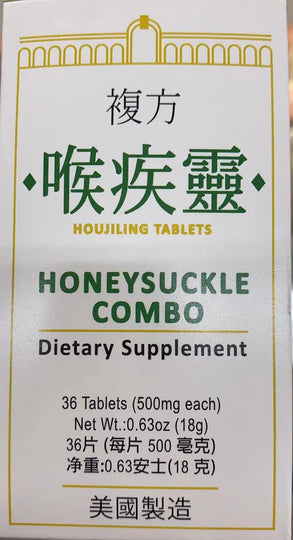 複方
喉疾靈
HOUJILING TABLETS
HONEYSUCKLE
COMBO
Dietary Supplement
36 Tablets (500mg each)
Net Wt.:0.63oz (18g)
36片 (每片 500 毫克)
净重:0.63安士(18 克)
美國製造